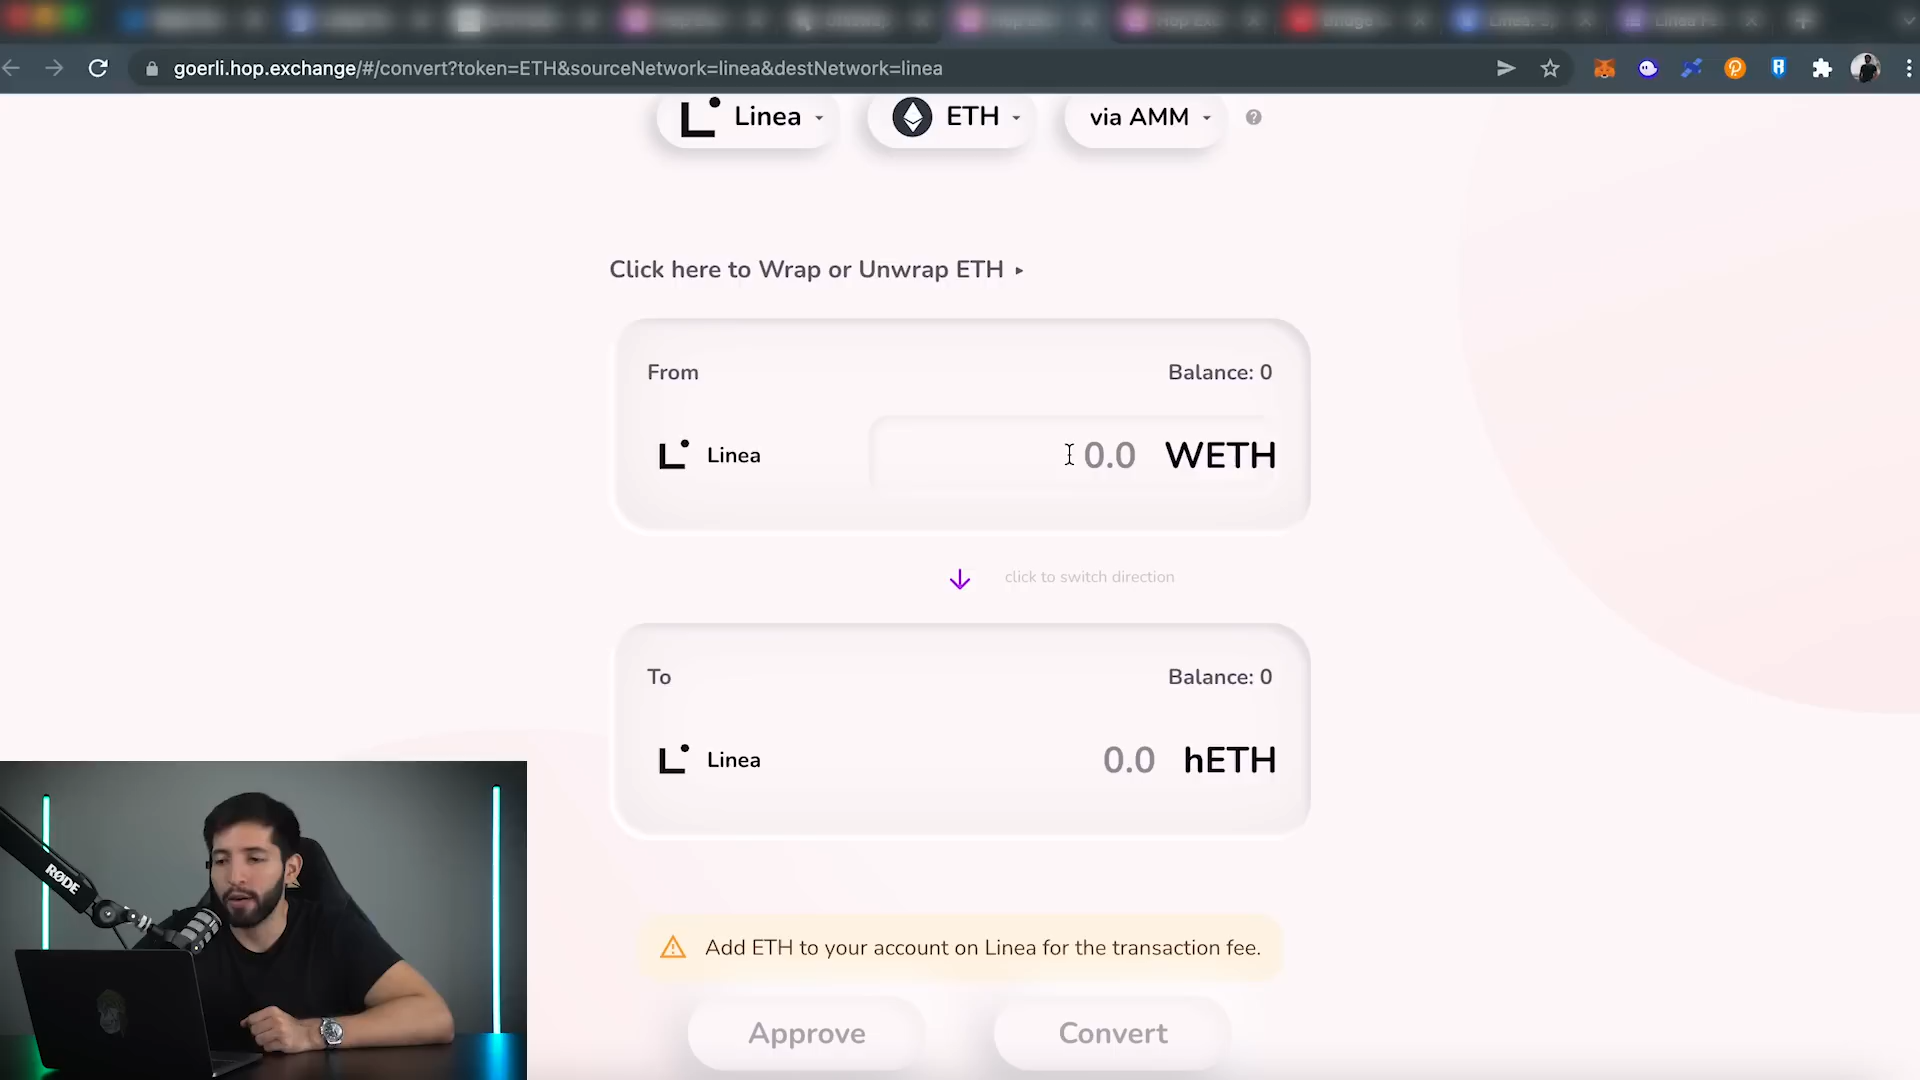 goerli.hop.exchange/#/convert?token=ETH&sourceNetwork=linea&destNetwork=linea
Linea
ETH
via AMM
?
Click here to Wrap or Unwrap ETH
From
Balance: 0
Linea
0.0 WETH
click to switch direction
To
Balance: 0
Linea
0.0 hETH
Add ETH to your account on Linea for the transaction fee.
Approve
Convert
RØDE